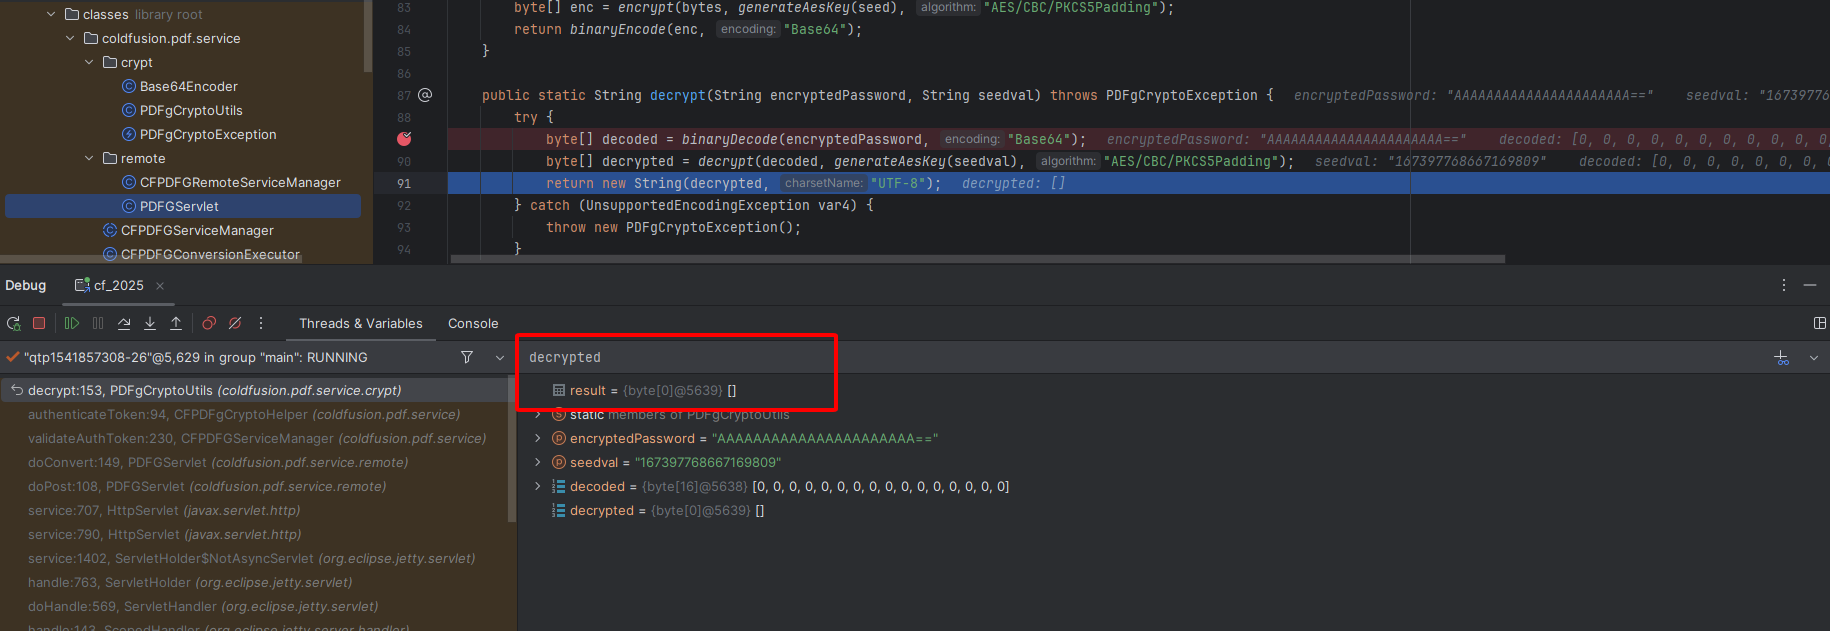 classes library root
coldfusion.pdf.service
crypt
Base64Encoder
PDFgCryptoUtils
PDFgCryptoException
remote
CFPDFGRemoteServiceManager
PDFGServlet
CFPDFGServiceManager
CFPDFGConversionExecutor
83 byte[] enc = encrypt(bytes, generateAesKey(seed), algorithm: "AES/CBC/PKCS5Padding");
84 return binaryEncode(enc, encoding: "Base64");
85 }
86
87 @ public static String decrypt(String encryptedPassword, String seedval) throws PDFgCryptoException { encryptedPassword: "AAAAAAAAAAAAAAAAAAAAAA==" seedval: "16739776
88 try {
byte[] decoded = binaryDecode(encryptedPassword, encoding: "Base64"); encryptedPassword: "AAAAAAAAAAAAAAAAAAAAAA==" decoded: [0, 0, 0, 0, 0, 0, 0, 0, 0, 0, 0,
90 byte[] decrypted = decrypt(decoded, generateAesKey(seedval), algorithm: "AES/CBC/PKCS5Padding"); seedval: "167397768667169809" decoded: [0, 0, 0, 0, 0, 0, 0, 0,
91 return new String(decrypted, charsetName: "UTF-8"); decrypted: []
92 } catch (UnsupportedEncodingException var4) {
93 throw new PDFgCryptoException();
94 }
Debug cf_2025
Threads & Variables Console
"qtp1541857308-26"@5,629 in group "main": RUNNING
decrypt:153, PDFgCryptoUtils (coldfusion.pdf.service.crypt)
authenticateToken:94, CFPDFgCryptoHelper (coldfusion.pdf.service)
validateAuthToken:230, CFPDFGServiceManager (coldfusion.pdf.service)
doConvert:149, PDFGServlet (coldfusion.pdf.service.remote)
doPost:108, PDFGServlet (coldfusion.pdf.service.remote)
service:707, HttpServlet (javax.servlet.http)
service:790, HttpServlet (javax.servlet.http)
service:1402, ServletHolder$NotAsyncServlet (org.eclipse.jetty.servlet)
handle:763, ServletHolder (org.eclipse.jetty.servlet)
doHandle:569, ServletHandler (org.eclipse.jetty.servlet)
handle:143, ScopedHandler (org.eclipse.jetty.server.handler)
decrypted
result = {byte[0]@5639} []
static members of PDFgCryptoUtils
encryptedPassword = "AAAAAAAAAAAAAAAAAAAAAA=="
seedval = "167397768667169809"
decoded = {byte[16]@5638} [0, 0, 0, 0, 0, 0, 0, 0, 0, 0, 0, 0, 0, 0, 0, 0]
decrypted = {byte[0]@5639} []